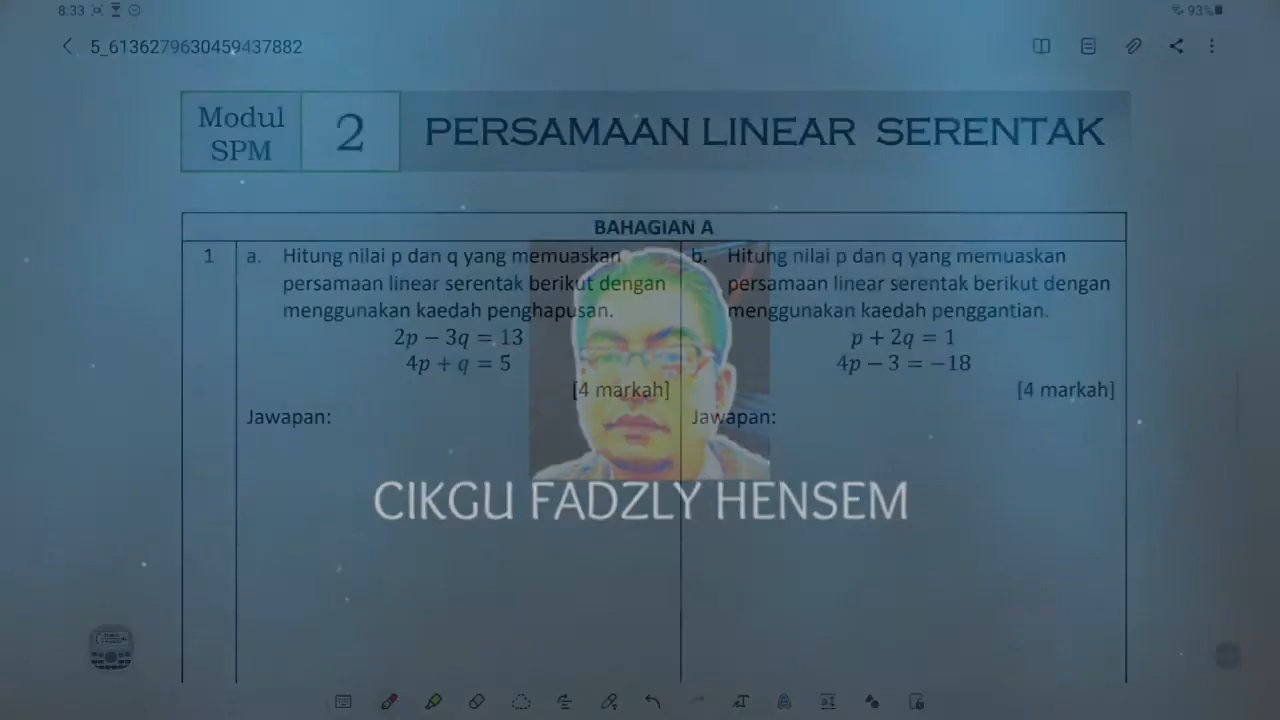 8:33
93%
5_6136279630459437882
Modul
SPM
2
PERSAMAAN LINEAR SERENTAK
BAHAGIAN A
1
a. Hitung nilai p dan q yang memuaskan
persamaan linear serentak berikut dengan
menggunakan kaedah penghapusan.
2p − 3q = 13
4p + q = 5
[4 markah]
Jawapan:
b. Hitung nilai p dan q yang memuaskan
persamaan linear serentak berikut dengan
menggunakan kaedah penggantian.
p + 2q = 1
4p − 3 = −18
[4 markah]
Jawapan:
CIKGU FADZLY HENSEM